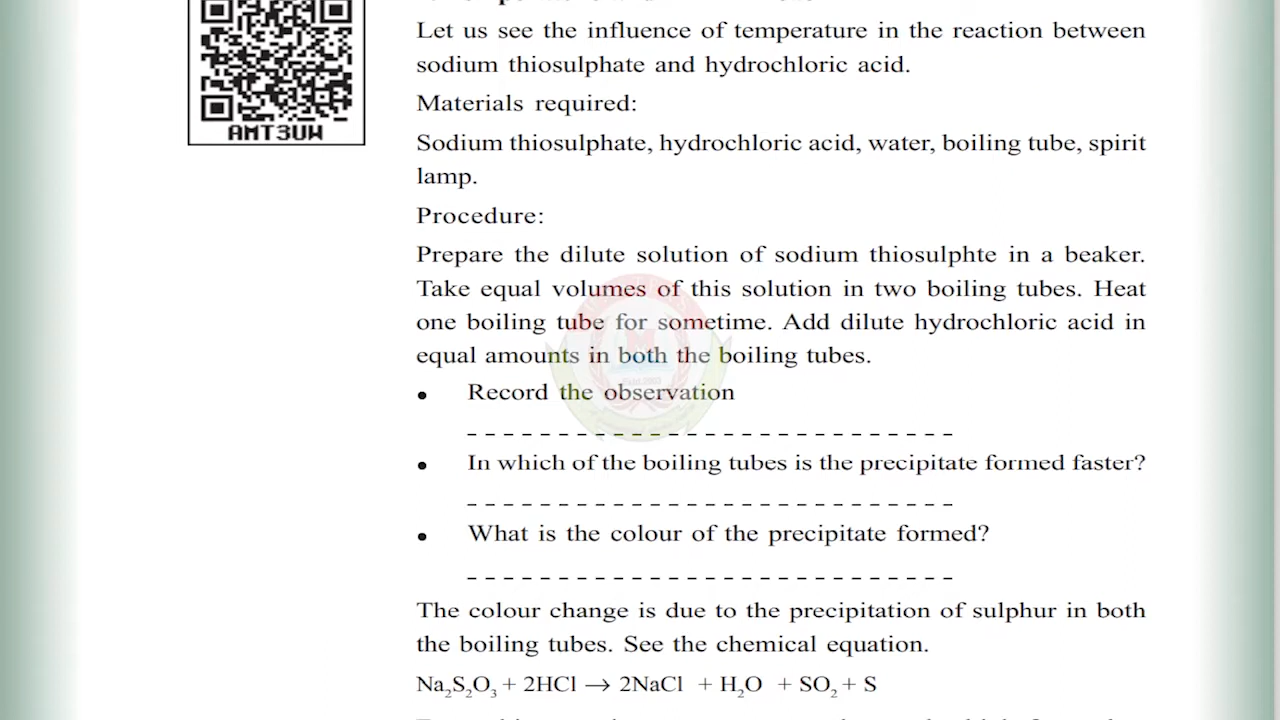 AMT3UW
Let us see the influence of temperature in the reaction between
sodium thiosulphate and hydrochloric acid.
Materials required:
Sodium thiosulphate, hydrochloric acid, water, boiling tube, spirit
lamp.
Procedure:
Prepare the dilute solution of sodium thiosulphte in a beaker.
Take equal volumes of this solution in two boiling tubes. Heat
one boiling tube for sometime. Add dilute hydrochloric acid in
equal amounts in both the boiling tubes.
• Record the observation
• In which of the boiling tubes is the precipitate formed faster?
• What is the colour of the precipitate formed?
The colour change is due to the precipitation of sulphur in both
the boiling tubes. See the chemical equation.
Na₂S₂O₃ + 2HCl → 2NaCl + H₂O + SO₂ + S